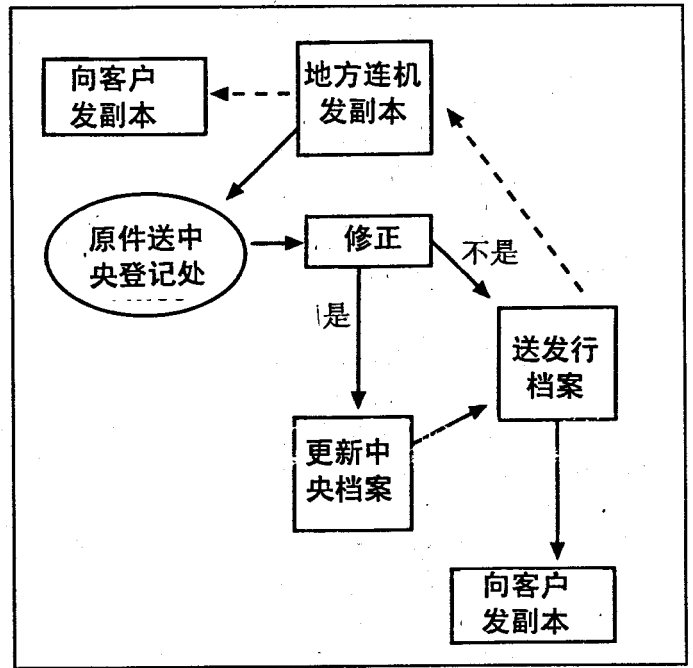 向客户
发副本
地方连机
发副本
原件送中
央登记处
修正
不是
是
送发行
档案
更新中
央档案
向客户
发副本